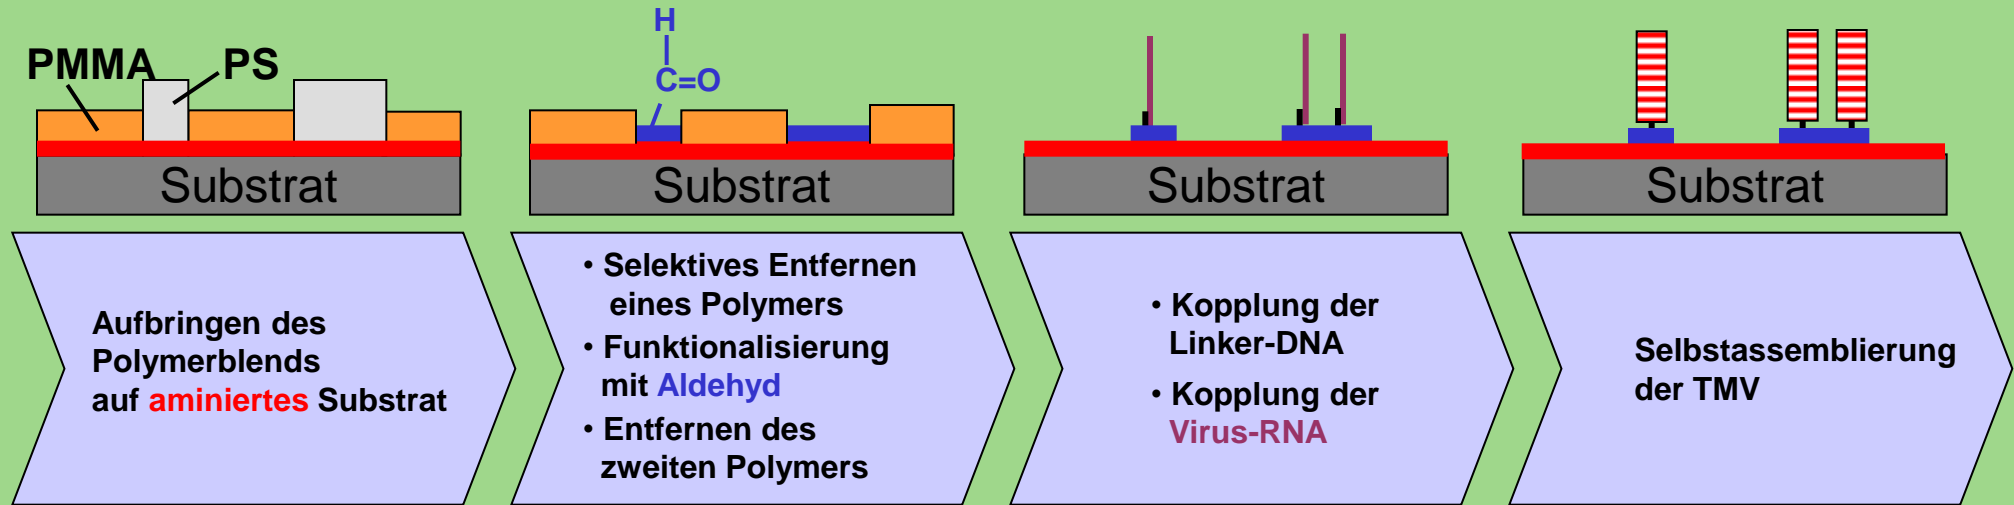 PMMA
PS
Substrat
H
C=O
Substrat
Substrat
Substrat
Aufbringen des
Polymerblends
auf aminiertes Substrat
• Selektives Entfernen
eines Polymers
• Funktionalisierung
mit Aldehyd
• Entfernen des
zweiten Polymers
• Kopplung der
Linker-DNA
• Kopplung der
Virus-RNA
Selbstassemblierung
der TMV